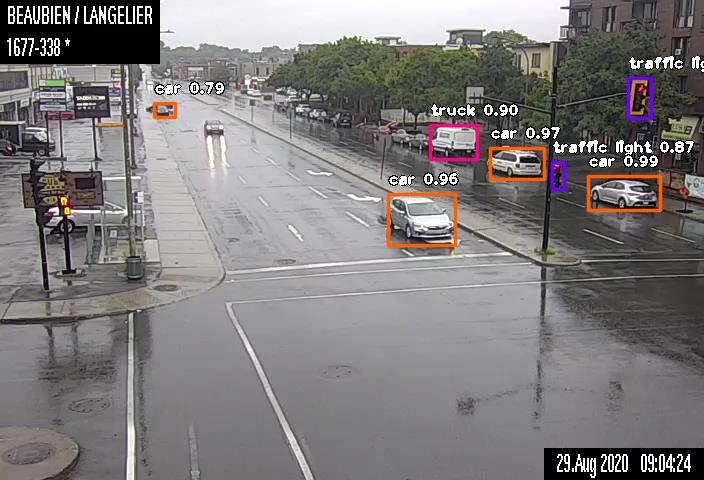 BEAUBIEN / LANGELIER
1677-338 *
car 0.79
truck 0.90
car 0.97
traffic lig
traffic light 0.87
car 0.99
car 0.96
29.Aug 2020 09:04:24